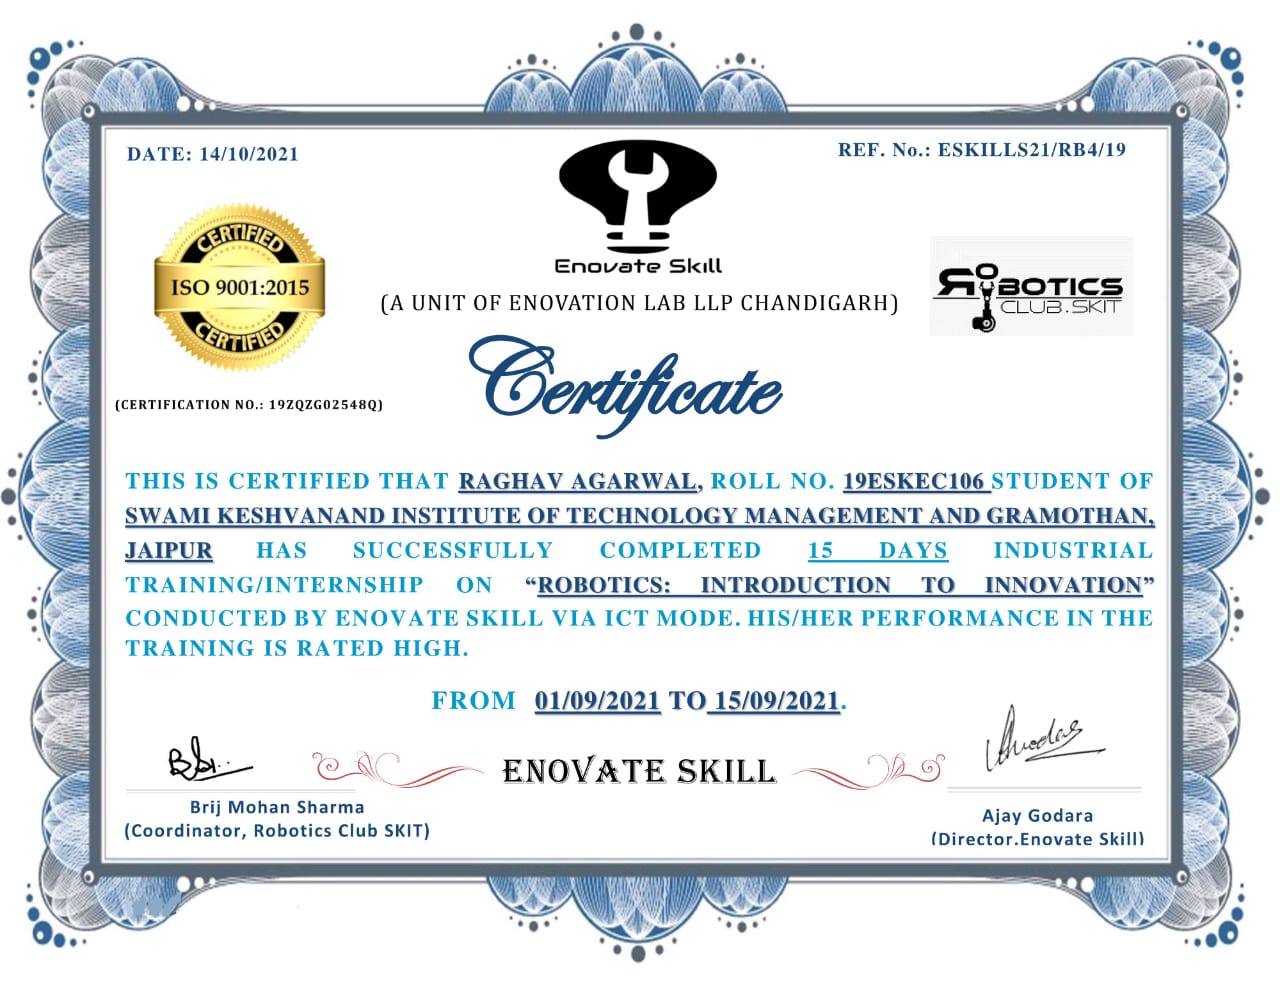 DATE: 14/10/2021
REF. No.: ESKILLS21/RB4/19
Enovate Skill
(A UNIT OF ENOVATION LAB LLP CHANDIGARH)
CERTIFIED
ISO 9001:2015
CERTIFIED
ROBOTICS
CLUB.SKIT
(CERTIFICATION NO.: 19ZQZG02548Q)
Certificate
THIS IS CERTIFIED THAT RAGHAV AGARWAL, ROLL NO. 19ESKEC106 STUDENT OF
SWAMI KESHVANAND INSTITUTE OF TECHNOLOGY MANAGEMENT AND GRAMOTHAN,
JAIPUR HAS SUCCESSFULLY COMPLETED 15 DAYS INDUSTRIAL
TRAINING/INTERNSHIP ON “ROBOTICS: INTRODUCTION TO INNOVATION”
CONDUCTED BY ENOVATE SKILL VIA ICT MODE. HIS/HER PERFORMANCE IN THE
TRAINING IS RATED HIGH.
FROM 01/09/2021 TO 15/09/2021.
ENOVATE SKILL
Brij Mohan Sharma
(Coordinator, Robotics Club SKIT)
Ajay Godara
(Director.Enovate Skill)